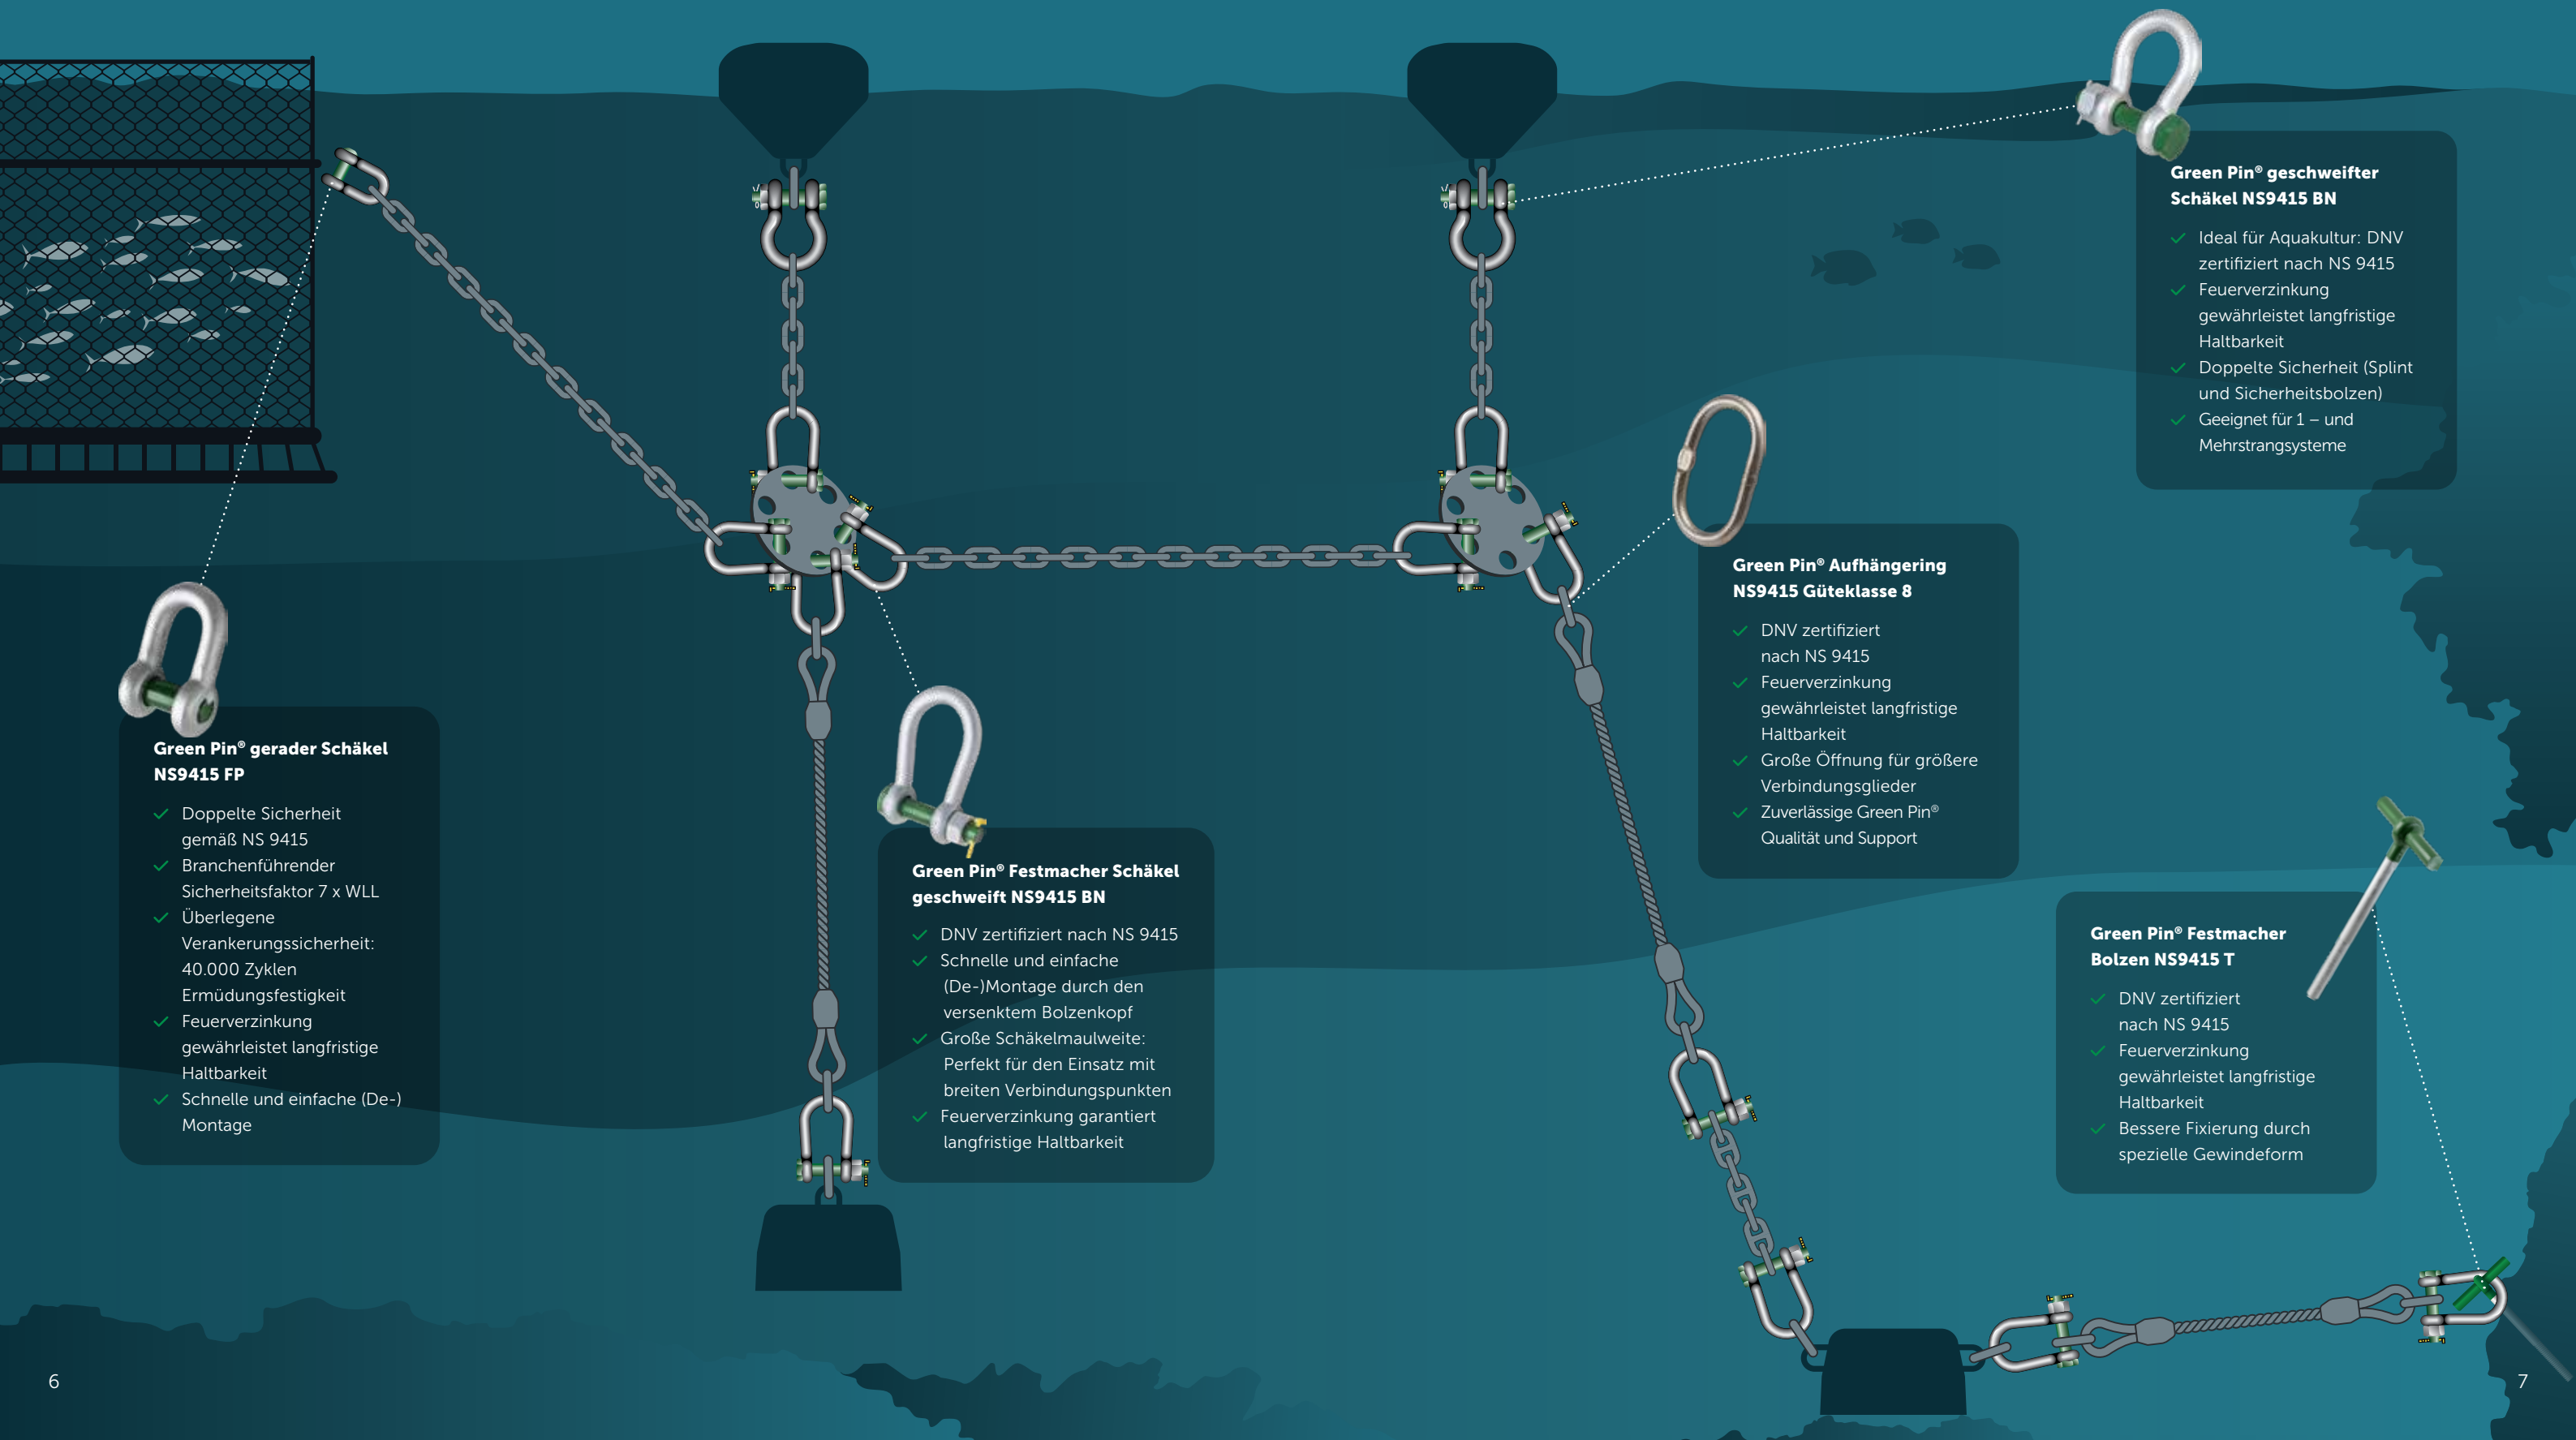 Green Pin® gerader Schäkel
NS9415 FP
Doppelte Sicherheit
gemäß NS 9415
Branchenführender
Sicherheitsfaktor 7 x WLL
Überlegene
Verankerungssicherheit:
40.000 Zyklen
Ermüdungsfestigkeit
Feuerverzinkung
gewährleistet langfristige
Haltbarkeit
Schnelle und einfache (De-)
Montage
Green Pin® Festmacher Schäkel
geschweift NS9415 BN
DNV zertifiziert nach NS 9415
Schnelle und einfache
(De-)Montage durch den
versenktem Bolzenkopf
Große Schäkelmaulweite:
Perfekt für den Einsatz mit
breiten Verbindungspunkten
Feuerverzinkung garantiert
langfristige Haltbarkeit
Green Pin® Aufhängering
NS9415 Güteklasse 8
DNV zertifiziert
nach NS 9415
Feuerverzinkung
gewährleistet langfristige
Haltbarkeit
Große Öffnung für größere
Verbindungsglieder
Zuverlässige Green Pin®
Qualität und Support
Green Pin® geschweifter
Schäkel NS9415 BN
Ideal für Aquakultur: DNV
zertifiziert nach NS 9415
Feuerverzinkung
gewährleistet langfristige
Haltbarkeit
Doppelte Sicherheit (Splint
und Sicherheitsbolzen)
Geeignet für 1 – und
Mehrstrangsysteme
Green Pin® Festmacher
Bolzen NS9415 T
DNV zertifiziert
nach NS 9415
Feuerverzinkung
gewährleistet langfristige
Haltbarkeit
Bessere Fixierung durch
spezielle Gewindeform
6
7